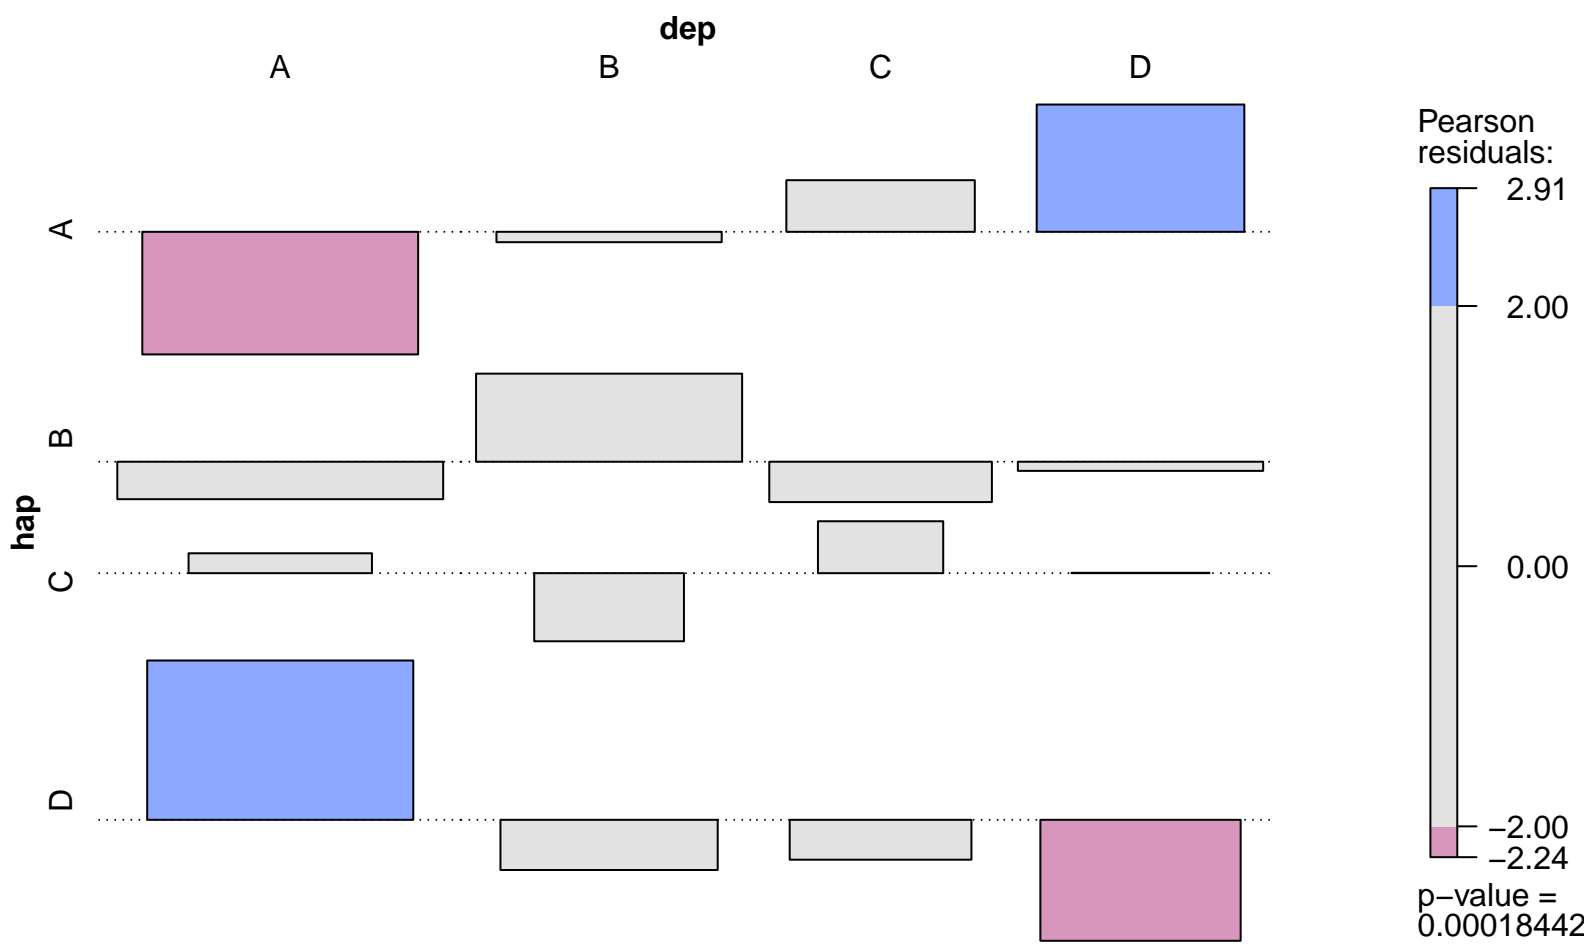 dep
A B C D
A
B
C
D
hap
Pearson
residuals:
2.91
2.00
0.00
−2.00
−2.24
p−value =
0.00018442